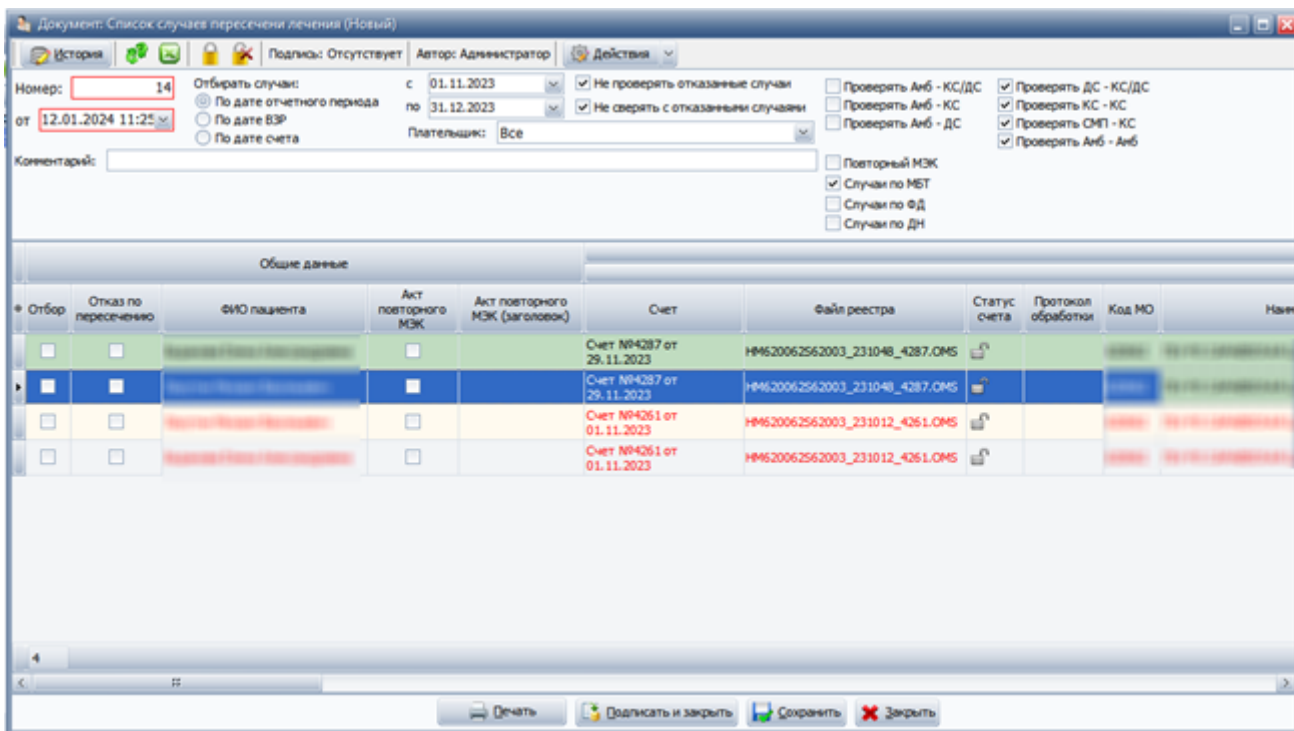 Документ: Список случаев пересечени лечения (Новый)
История Подпись: Отсутствует Автор: Администратор Действия
Номер: 14 Отбирать случаи: с 01.11.2023 Не проверять отказанные случаи Проверять Амб - КС/ДС Проверять ДС - КС/ДС
По дате отчетного периода Проверять Амб - КС Проверять КС - КС
от 12.01.2024 11:25 По дате ВЗР по 31.12.2023 Не сверять с отказанными случаями Проверять Амб - ДС Проверять СМП - КС
По дате счета Плательщик: Все Проверять Амб - Амб
Комментарий: Повторный МЭК
Случаи по МБТ
Случаи по ФД
Случаи по ДН
Общие данные
Отбор Отказ по пересечению ФИО пациента Акт повторного МЭК Акт повторного МЭК (заголовок) Счет Файл реестра Статус счета Протокол обработки Код МО
Счет №4287 от
29.11.2023 HM620062S62003_231048_4287.OMS
Счет №4287 от
29.11.2023 HM620062S62003_231048_4287.OMS
Счет №4261 от
01.11.2023 HM620062S62003_231012_4261.OMS
Счет №4261 от
01.11.2023 HM620062S62003_231012_4261.OMS
4
Печать Подписать и закрыть Сохранить Закрыть